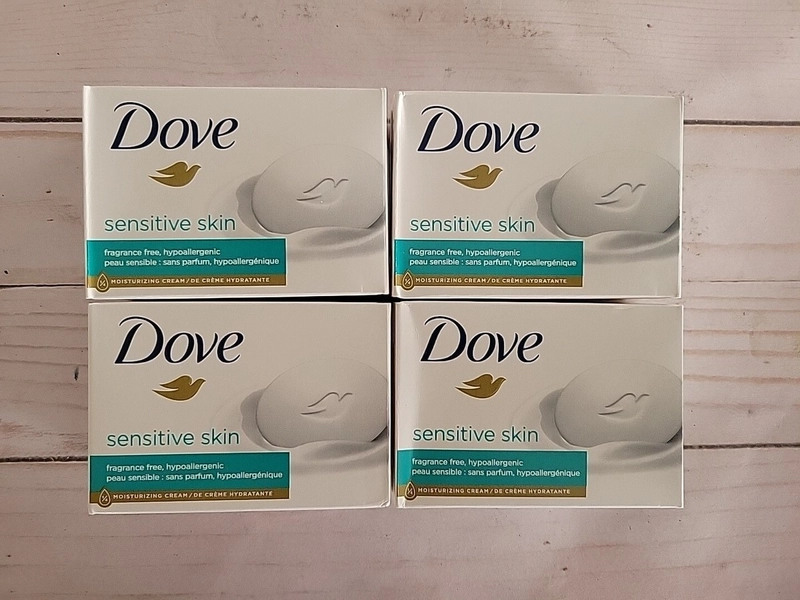 Dove
sensitive skin
fragrance free, hypoallergenic
peau sensible : sans parfum, hypoallergénique
¼ MOISTURIZING CREAM / DE CRÈME HYDRATANTE
Dove
sensitive skin
fragrance free, hypoallergenic
peau sensible : sans parfum, hypoallergénique
¼ MOISTURIZING CREAM / DE CRÈME HYDRATANTE
Dove
sensitive skin
fragrance free, hypoallergenic
peau sensible : sans parfum, hypoallergénique
¼ MOISTURIZING CREAM / DE CRÈME HYDRATANTE
Dove
sensitive skin
fragrance free, hypoallergenic
peau sensible : sans parfum, hypoallergénique
¼ MOISTURIZING CREAM / DE CRÈME HYDRATANTE